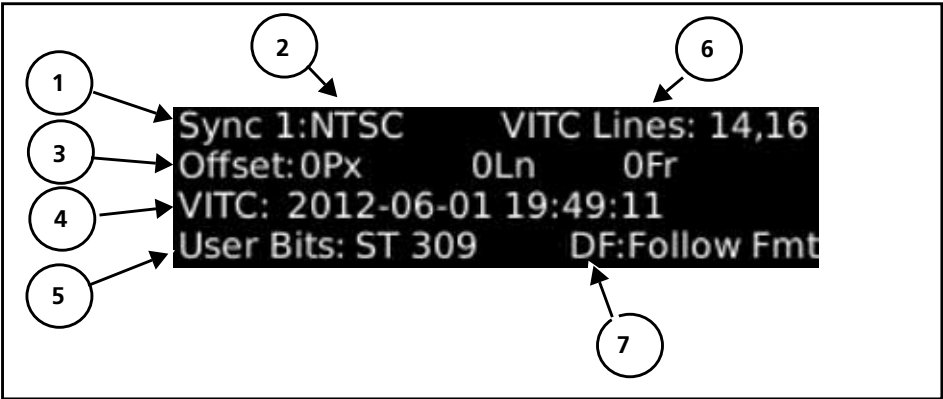 2
6
1
Sync 1:NTSC VITC Lines: 14,16
3
Offset: 0Px 0Ln 0Fr
4
VITC: 2012-06-01 19:49:11
User Bits: ST 309 DF:Follow Fmt
5
7